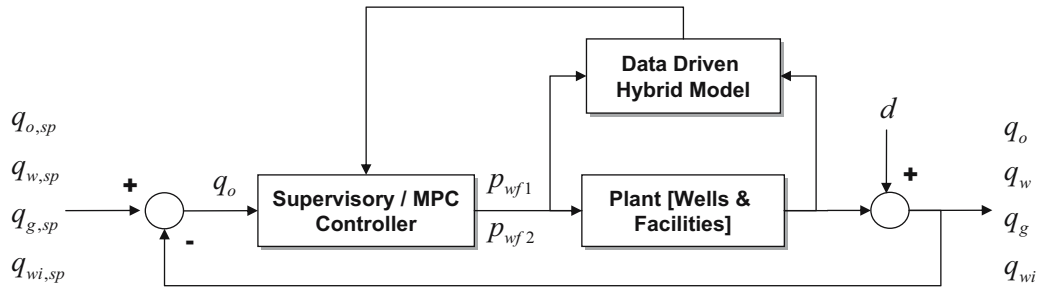 Data Driven
Hybrid Model
q_{o,sp}
q_{w,sp}
q_{g,sp}
q_{wi,sp}
+
-
q_o
Supervisory / MPC
Controller
p_{wf1}
p_{wf2}
Plant [Wells &
Facilities]
d
+
q_o
q_w
q_g
q_{wi}